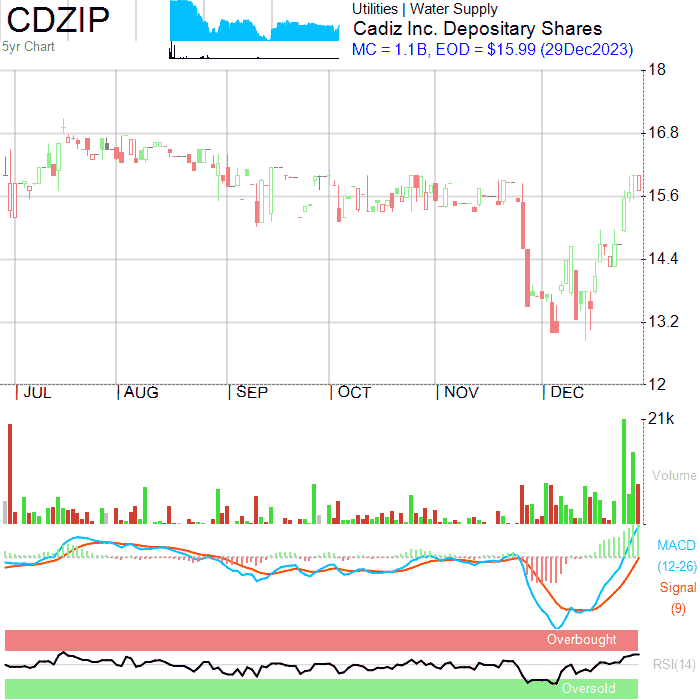 CDZIP
5yr Chart
Utilities | Water Supply
Cadiz Inc. Depositary Shares
MC = 1.1B, EOD = $15.99 (29Dec2023)
18
16.8
15.6
14.4
13.2
12
JUL AUG SEP OCT NOV DEC
21k
Volume
MACD
(12-26)
Signal
(9)
Overbought
RSI(14)
Oversold